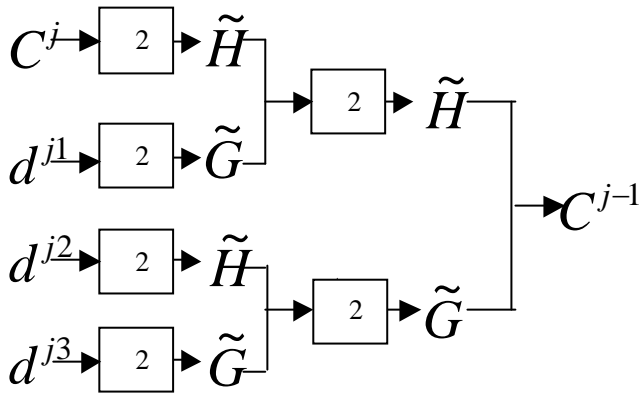 C^j 2 H̃
2 H̃
d^{j1} 2 G̃
C^{j−1}
d^{j2} 2 H̃
2 G̃
d^{j3} 2 G̃